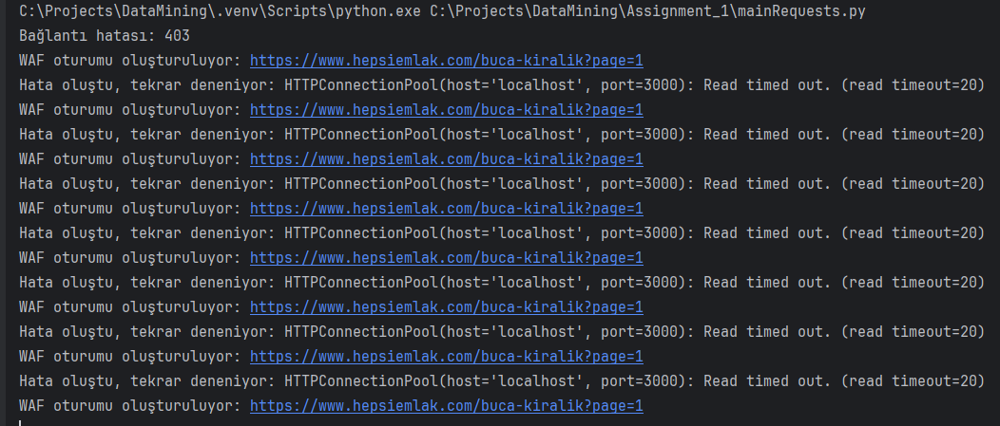 C:\Projects\DataMining\.venv\Scripts\python.exe C:\Projects\DataMining\Assignment_1\mainRequests.py
Bağlantı hatası: 403
WAF oturumu oluşturuluyor: https://www.hepsiemlak.com/buca-kiralik?page=1
Hata oluştu, tekrar deneniyor: HTTPConnectionPool(host='localhost', port=3000): Read timed out. (read timeout=20)
WAF oturumu oluşturuluyor: https://www.hepsiemlak.com/buca-kiralik?page=1
Hata oluştu, tekrar deneniyor: HTTPConnectionPool(host='localhost', port=3000): Read timed out. (read timeout=20)
WAF oturumu oluşturuluyor: https://www.hepsiemlak.com/buca-kiralik?page=1
Hata oluştu, tekrar deneniyor: HTTPConnectionPool(host='localhost', port=3000): Read timed out. (read timeout=20)
WAF oturumu oluşturuluyor: https://www.hepsiemlak.com/buca-kiralik?page=1
Hata oluştu, tekrar deneniyor: HTTPConnectionPool(host='localhost', port=3000): Read timed out. (read timeout=20)
WAF oturumu oluşturuluyor: https://www.hepsiemlak.com/buca-kiralik?page=1
Hata oluştu, tekrar deneniyor: HTTPConnectionPool(host='localhost', port=3000): Read timed out. (read timeout=20)
WAF oturumu oluşturuluyor: https://www.hepsiemlak.com/buca-kiralik?page=1
Hata oluştu, tekrar deneniyor: HTTPConnectionPool(host='localhost', port=3000): Read timed out. (read timeout=20)
WAF oturumu oluşturuluyor: https://www.hepsiemlak.com/buca-kiralik?page=1
Hata oluştu, tekrar deneniyor: HTTPConnectionPool(host='localhost', port=3000): Read timed out. (read timeout=20)
WAF oturumu oluşturuluyor: https://www.hepsiemlak.com/buca-kiralik?page=1